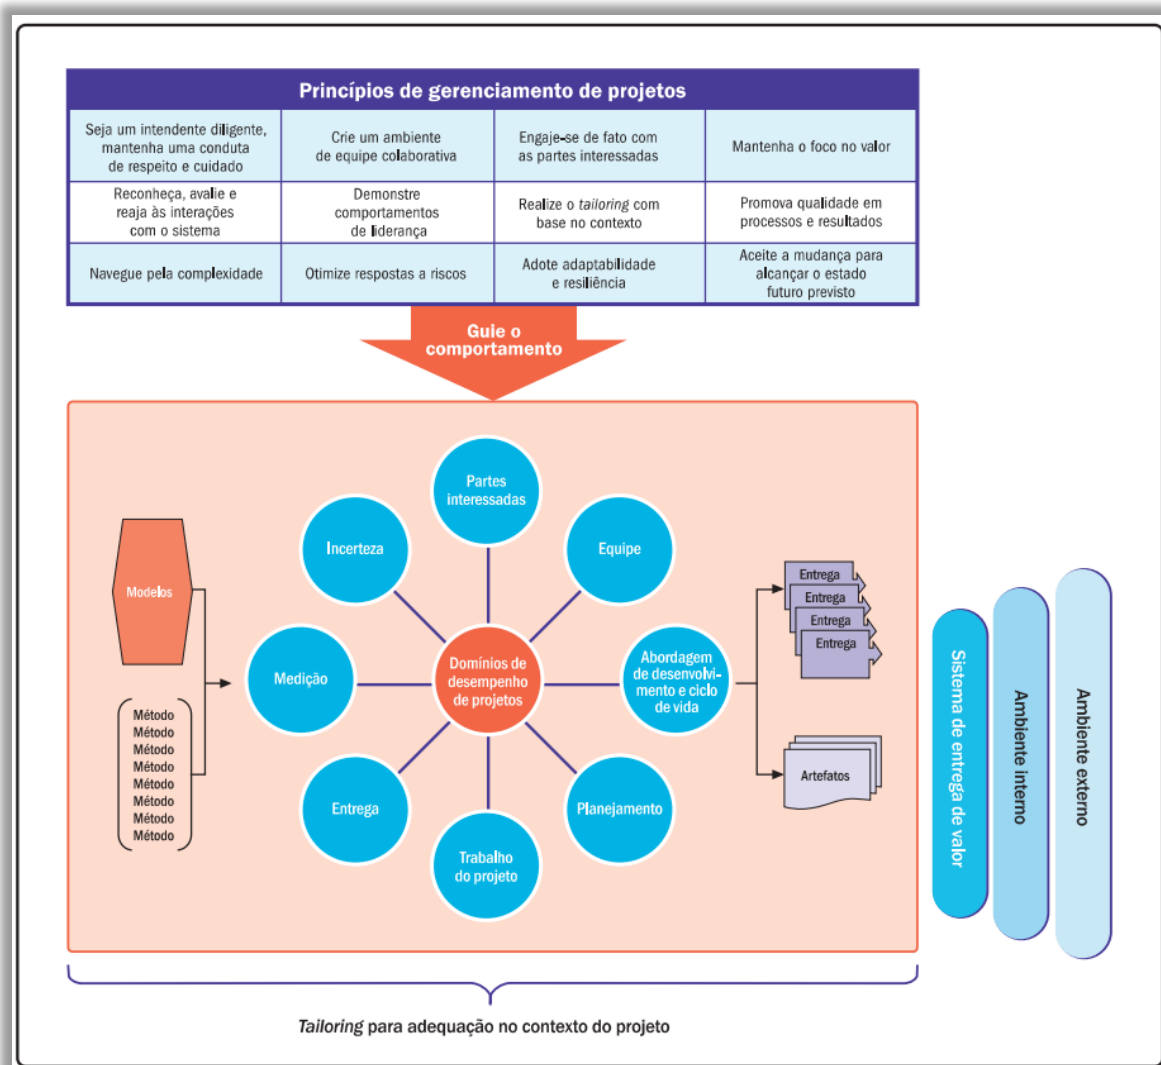 Princípios de gerenciamento de projetos
Seja um intendente diligente,
mantenha uma conduta
de respeito e cuidado
Crie um ambiente
de equipe colaborativa
Engaje-se de fato com
as partes interessadas
Mantenha o foco no valor
Reconheça, avalie e
reaja às interações
com o sistema
Demonstre
comportamentos
de liderança
Realize o tailoring com
base no contexto
Promova qualidade em
processos e resultados
Navegue pela complexidade
Otimize respostas a riscos
Adote adaptabilidade
e resiliência
Aceite a mudança para
alcançar o estado
futuro previsto
Guie o
comportamento
Partes
interessadas
Incerteza
Equipe
Modelos
Medição
Domínios de
desempenho
de projetos
Abordagem
de desenvolvi-
mento e ciclo
de vida
Entrega
Entrega
Entrega
Entrega
Método
Método
Método
Método
Método
Método
Método
Método
Entrega
Trabalho
do projeto
Planejamento
Artefatos
Sistema de entrega de valor
Ambiente interno
Ambiente externo
Tailoring para adequação no contexto do projeto